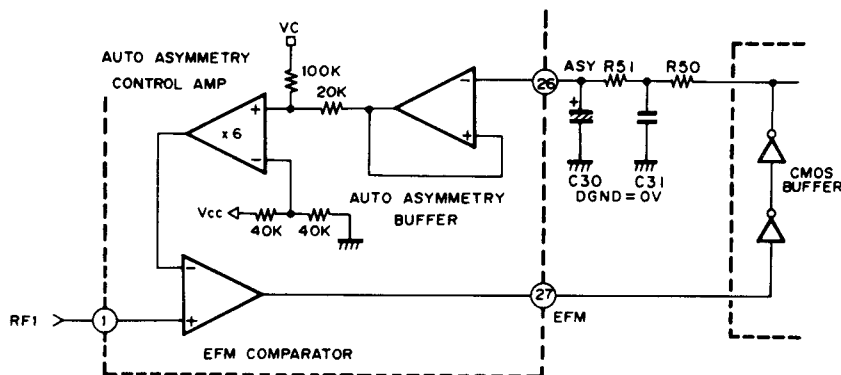 VC
AUTO ASYMMETRY
CONTROL AMP
100K
20K
+
-
x 6
-
+
26
ASY
R51
R50
+
C30
C31
DGND=0V
CMOS
BUFFER
AUTO ASYMMETRY
BUFFER
Vcc
40K
40K
-
+
RF1
1
27
EFM
EFM COMPARATOR